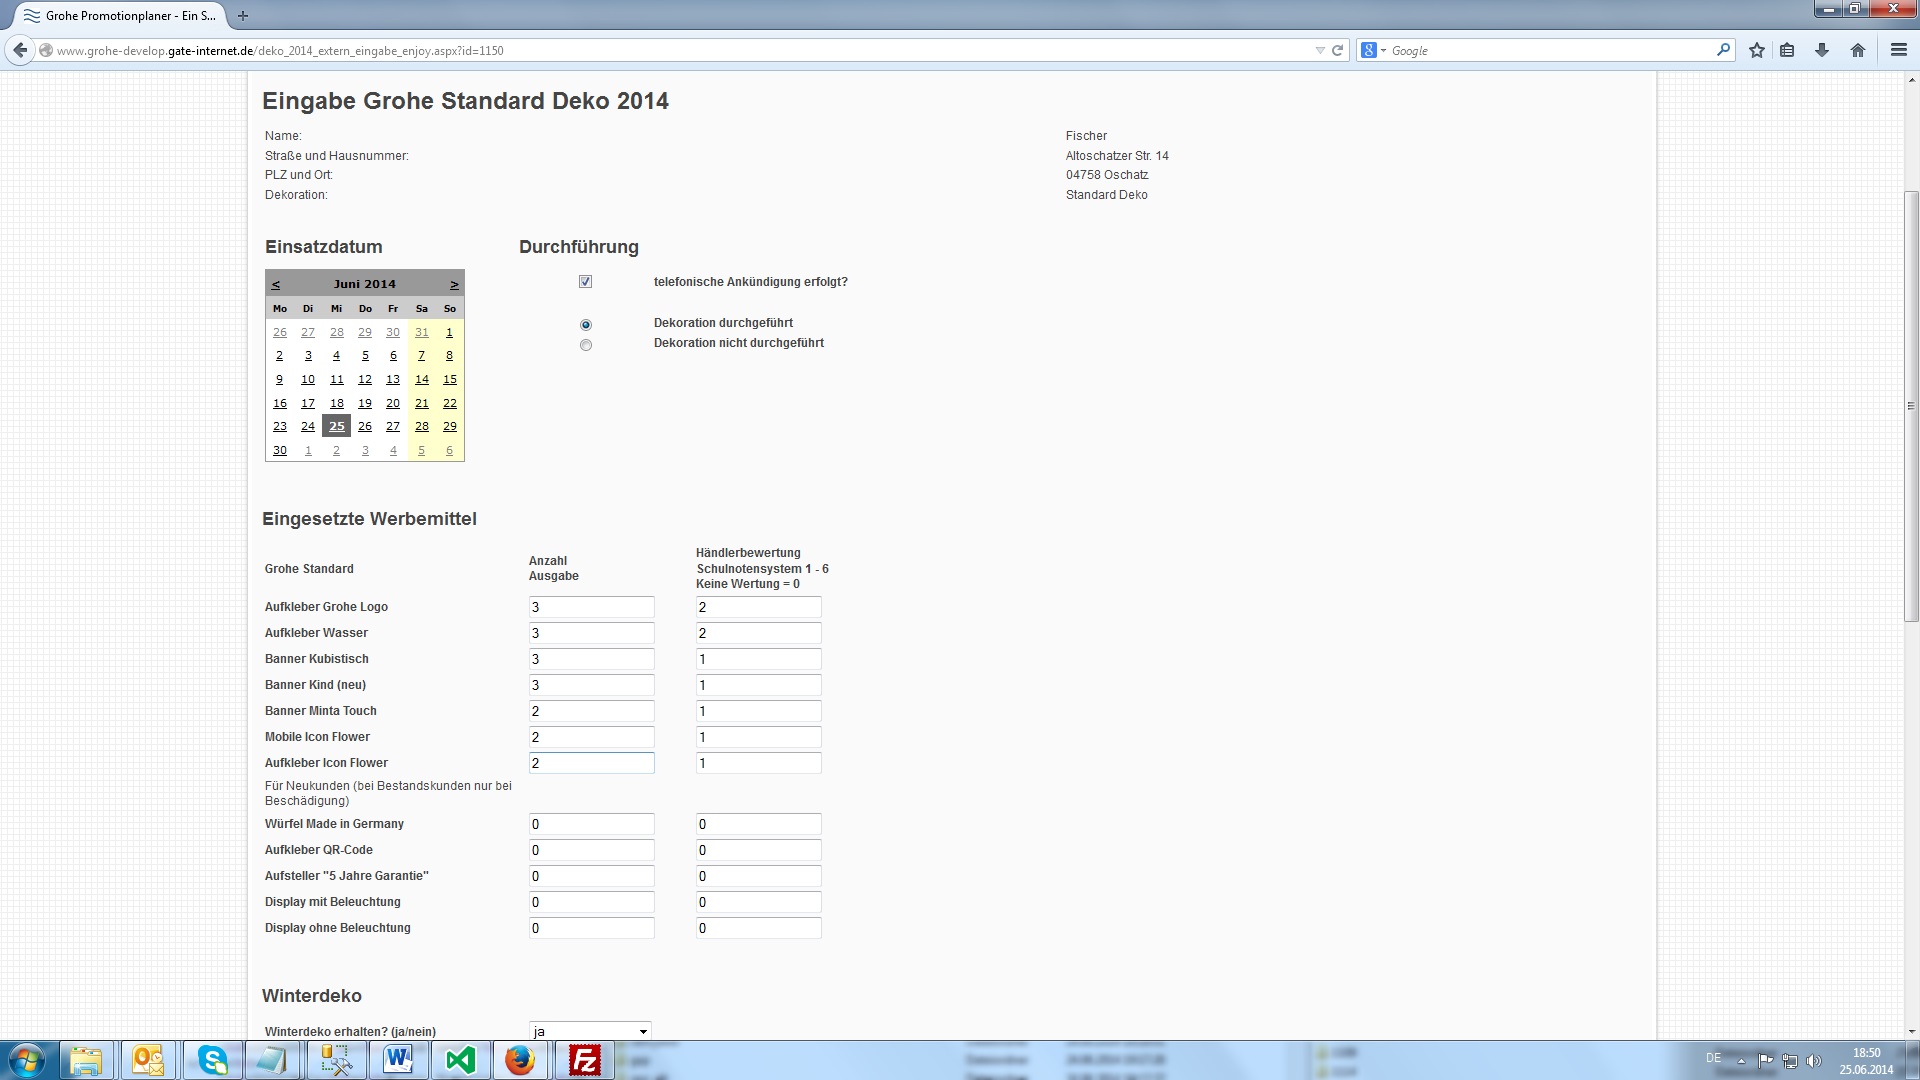 Grohe Promotionplaner - Ein S...
www.grohe-develop.gate-internet.de/deko_2014_extern_eingabe_enjoy.aspx?id=1150
Google
Eingabe Grohe Standard Deko 2014
Name: Fischer
Straße und Hausnummer: Altoschatzer Str. 14
PLZ und Ort: 04758 Oschatz
Dekoration: Standard Deko
Einsatzdatum Durchführung
< Juni 2014 > telefonische Ankündigung erfolgt?
Mo Di Mi Do Fr Sa So
26 27 28 29 30 31 1 Dekoration durchgeführt
2 3 4 5 6 7 8 Dekoration nicht durchgeführt
9 10 11 12 13 14 15
16 17 18 19 20 21 22
23 24 25 26 27 28 29
30 1 2 3 4 5 6
Eingesetzte Werbemittel
Grohe Standard
Anzahl
Ausgabe
Händlerbewertung
Schulnotensystem 1 - 6
Keine Wertung = 0
Aufkleber Grohe Logo 3 2
Aufkleber Wasser 3 2
Banner Kubistisch 3 1
Banner Kind (neu) 3 1
Banner Minta Touch 2 1
Mobile Icon Flower 2 1
Aufkleber Icon Flower 2 1
Für Neukunden (bei Bestandskunden nur bei
Beschädigung)
Würfel Made in Germany 0 0
Aufkleber QR-Code 0 0
Aufsteller "5 Jahre Garantie" 0 0
Display mit Beleuchtung 0 0
Display ohne Beleuchtung 0 0
Winterdeko
Winterdeko erhalten? (ja/nein) ja
DE
18:50
25.06.2014